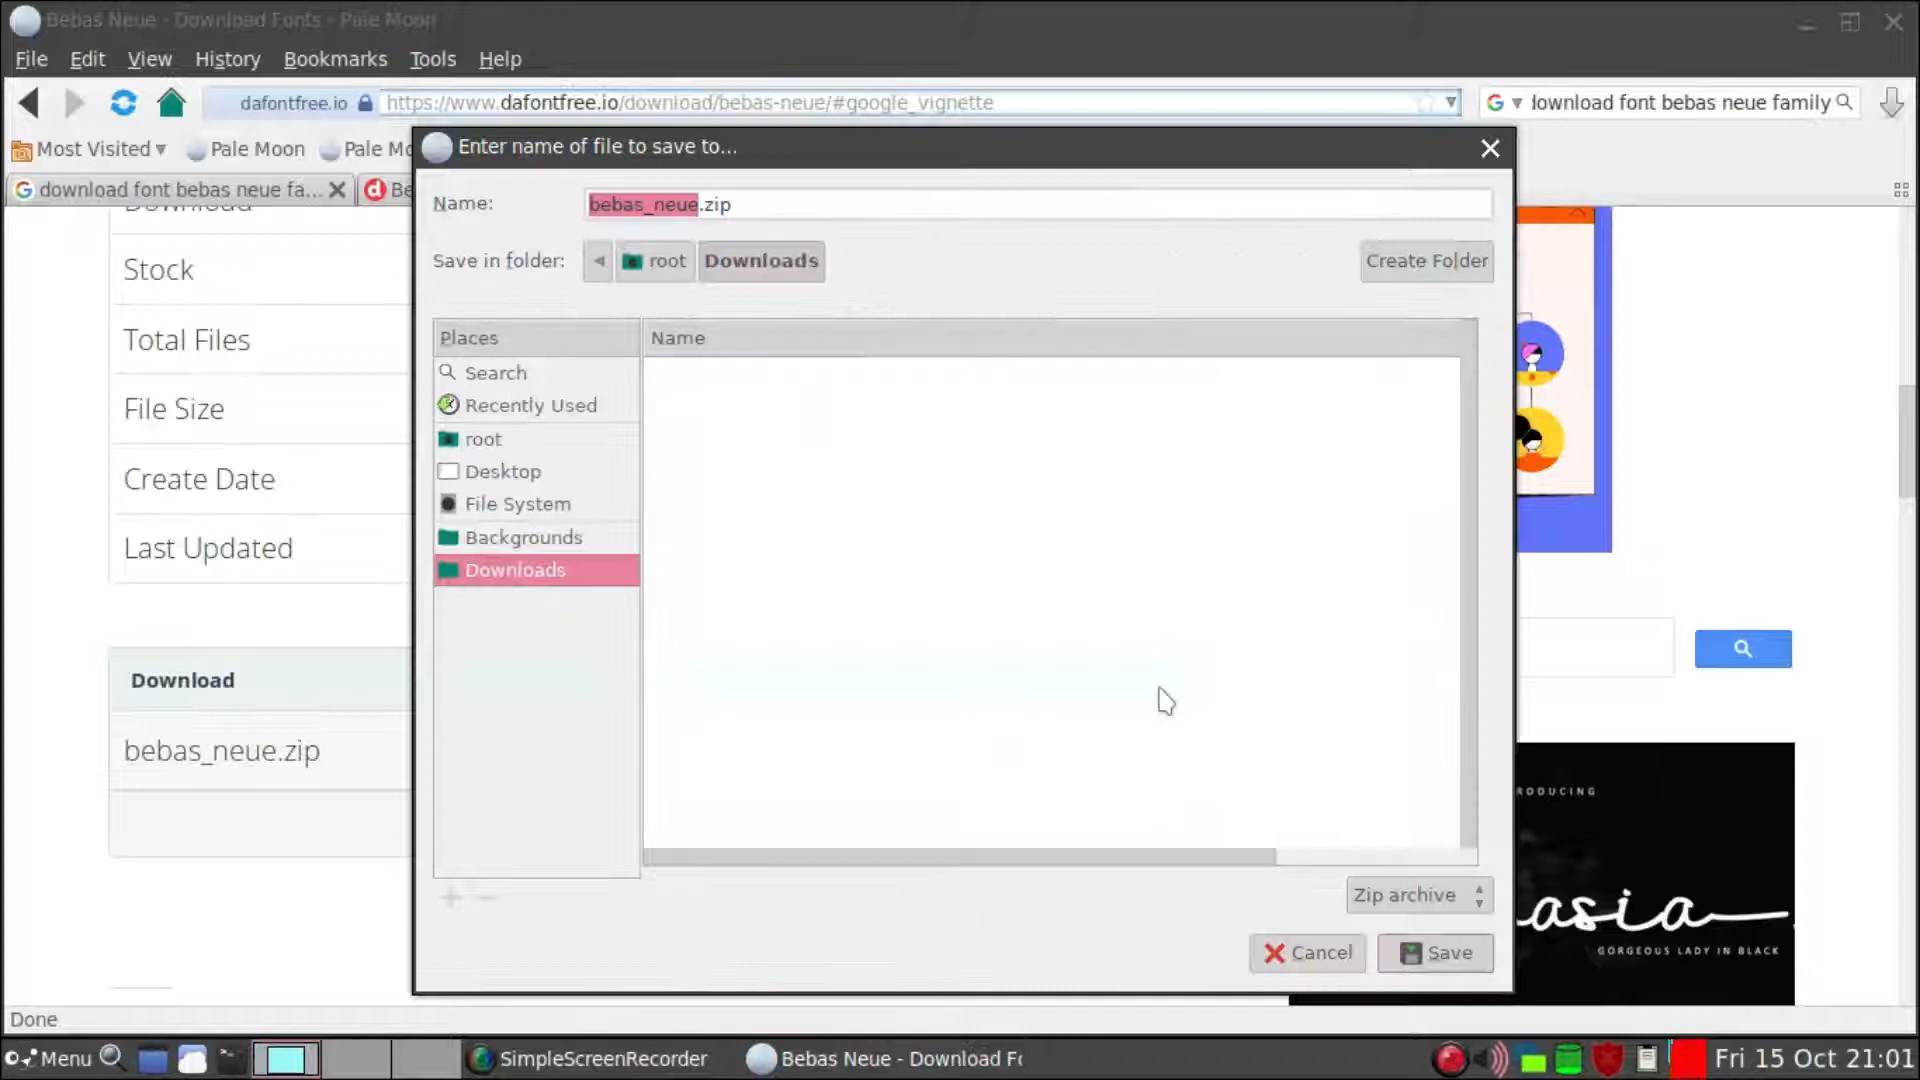 Bebas Neue - Download Fonts - Pale Moon
File Edit View History Bookmarks Tools Help
dafontfree.io https://www.dafontfree.io/download/bebas-neue/#google_vignette
download font bebas neue family
Most Visited Pale Moon Pale Mo
download font bebas neue fa... Be
Enter name of file to save to...
Name: bebas_neue.zip
Save in folder: root Downloads Create Folder
Places Name
Search
Recently Used
root
Desktop
File System
Backgrounds
Downloads
Zip archive
Cancel Save
Download
Stock
Total Files
File Size
Create Date
Last Updated
Download
bebas_neue.zip
RODUCING
asia
GORGEOUS LADY IN BLACK
Done
Menu SimpleScreenRecorder Bebas Neue - Download Fo Fri 15 Oct 21:01